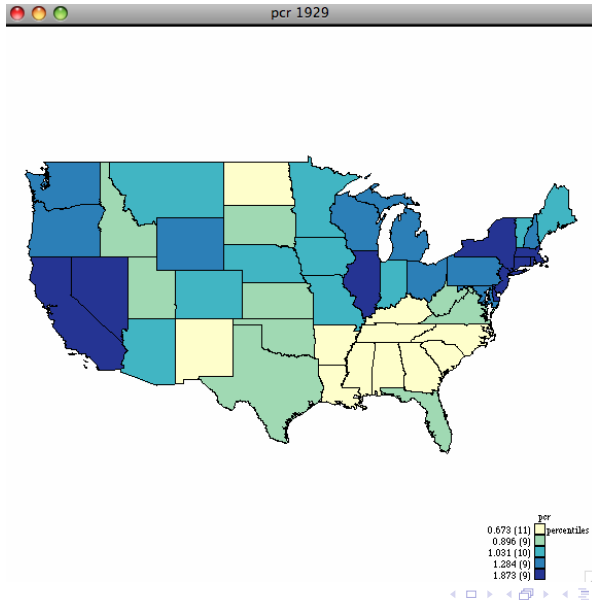 pcr 1929
pcr
0.673 (11) percentiles
0.896 (9)
1.031 (10)
1.284 (9)
1.873 (9)